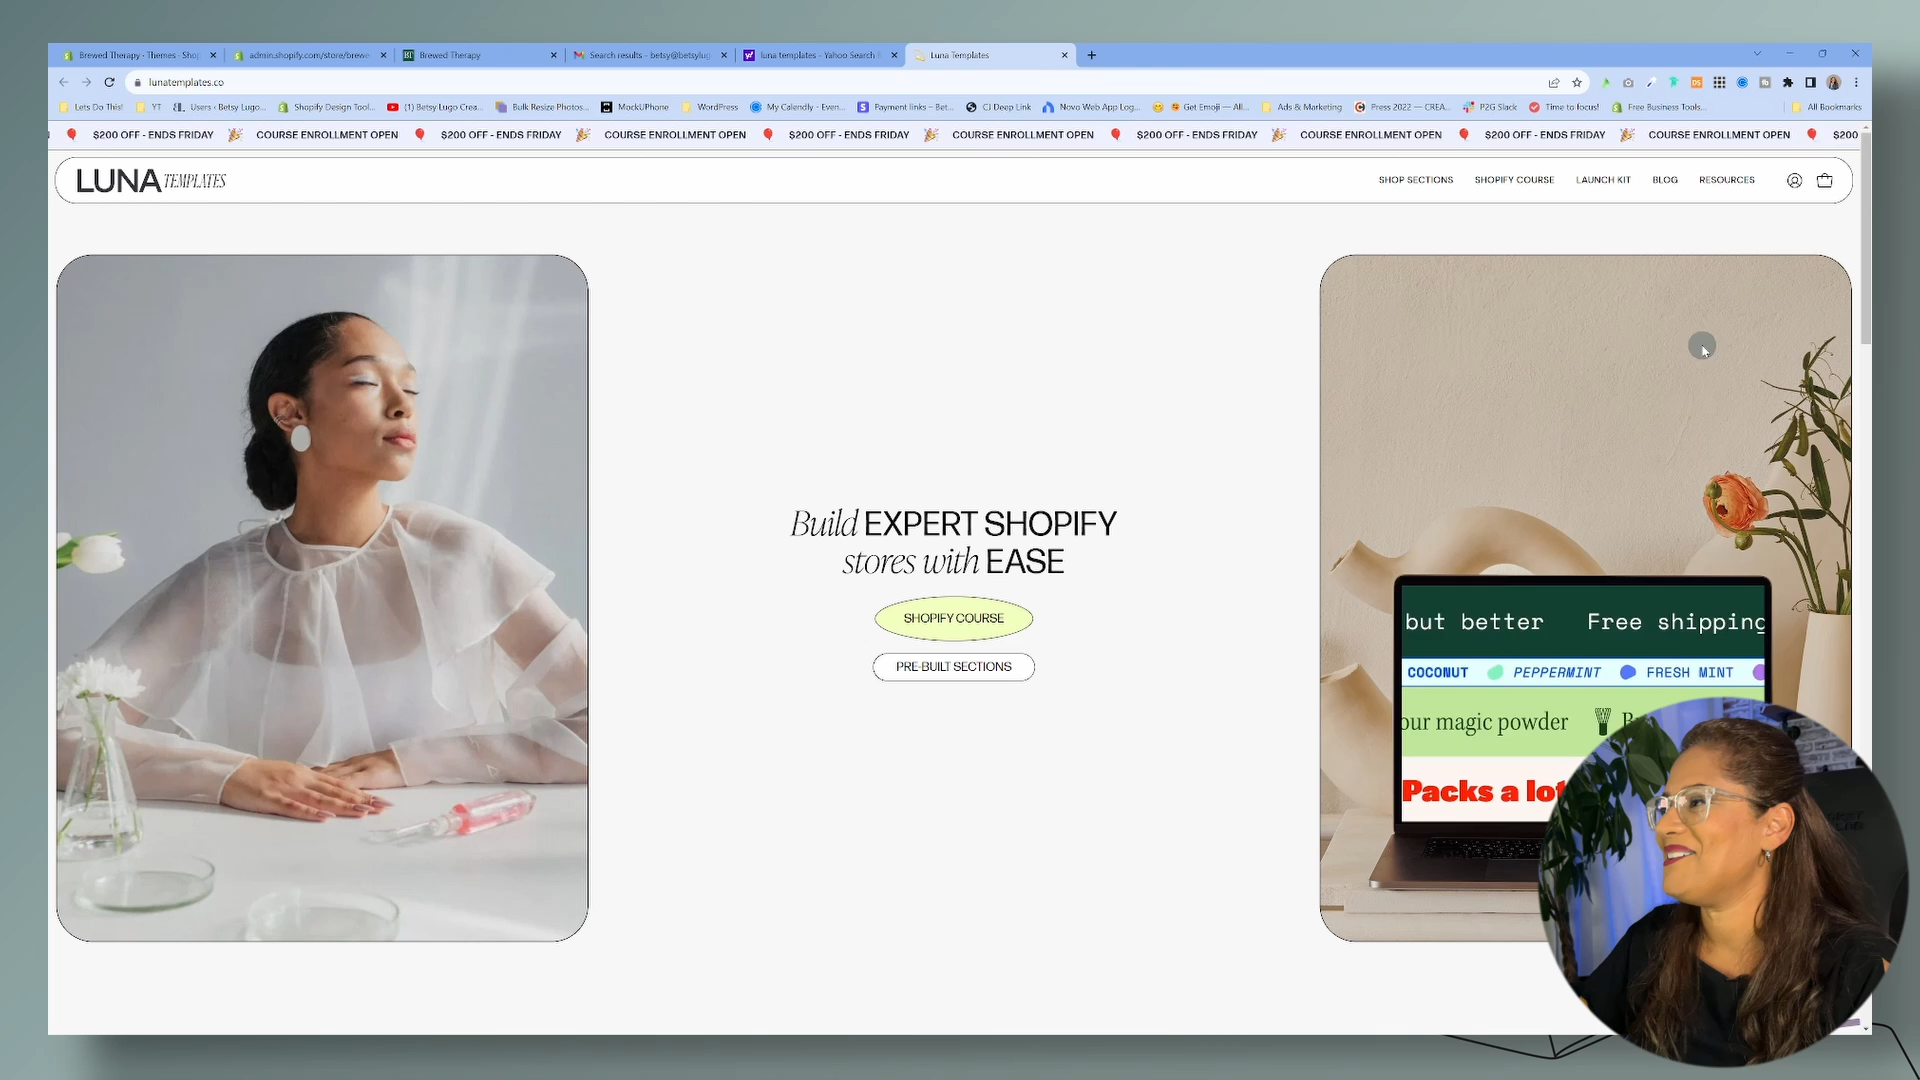 Brewed Therapy · Themes · Shop
admin.shopify.com/store/brewe
Brewed Therapy
Search results - betsy@betsylug
luna templates - Yahoo Search
Luna Templates
lunatemplates.co
Lets Do This!
YT
Users ‹ Betsy Lugo...
Shopify Design Tool...
(1) Betsy Lugo Crea...
Bulk Resize Photos...
MockUPhone
WordPress
My Calendly - Even...
Payment links – Bet...
CJ Deep Link
Novo Web App Log...
Get Emoji — All...
Ads & Marketing
Press 2022 — CREA...
P2G Slack
Time to focus!
Free Business Tools...
All Bookmarks
$200 OFF - ENDS FRIDAY COURSE ENROLLMENT OPEN $200 OFF - ENDS FRIDAY COURSE ENROLLMENT OPEN $200 OFF - ENDS FRIDAY COURSE ENROLLMENT OPEN $200 OFF - ENDS FRIDAY COURSE ENROLLMENT OPEN $200 OFF - ENDS FRIDAY COURSE ENROLLMENT OPEN $200
LUNA TEMPLATES
SHOP SECTIONS
SHOPIFY COURSE
LAUNCH KIT
BLOG
RESOURCES
Build EXPERT SHOPIFY
stores with EASE
SHOPIFY COURSE
PRE-BUILT SECTIONS
but better Free shipping
COCONUT PEPPERMINT FRESH MINT
our magic powder
Packs a lot